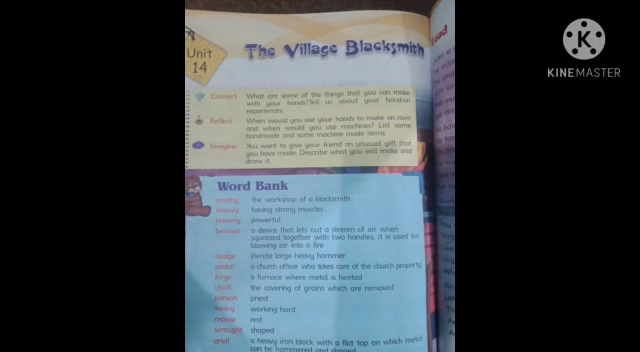 Unit
14
The Village Blacksmith
Connect What are some of the things that you can make
with your hands? Tell us about your hand-on
experiences.
Reflect When would you use your hands to make an item
and when would you use machines? List some
handmade and some machine made items.
Imagine You want to give your friend an unusual gift that
you have made. Describe what you will make and
draw it.
Word Bank
smithy the workshop of a blacksmith
sinewy having strong muscles
brawny powerful
bellows a device that lets out a stream of air when
squeezed together with two handles, it is used for
blowing air into a fire
sledge (here)a large heavy hammer
sexton a church officer who takes care of the church property
forge a furnace where metal is heated
chaff the covering of grains which are removed
parson priest
toiling working hard
repose rest
wrought shaped
anvil a heavy iron block with a flat top on which metal
can be hammered and shaped
KINEMASTER